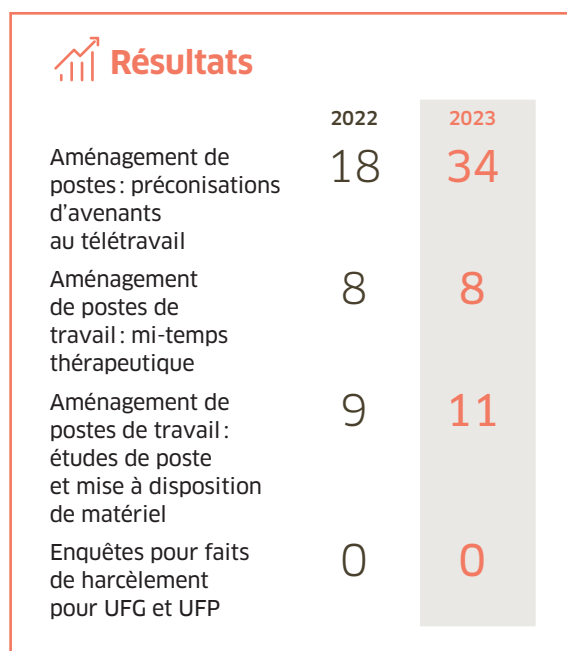 Résultats
2022 2023
Aménagement de
postes : préconisations
d’avenants
au télétravail
18 34
Aménagement
de postes de
travail : mi-temps
thérapeutique
8 8
Aménagement de
postes de travail :
études de poste
et mise à disposition
de matériel
9 11
Enquêtes pour faits
de harcèlement
pour UFG et UFP
0 0